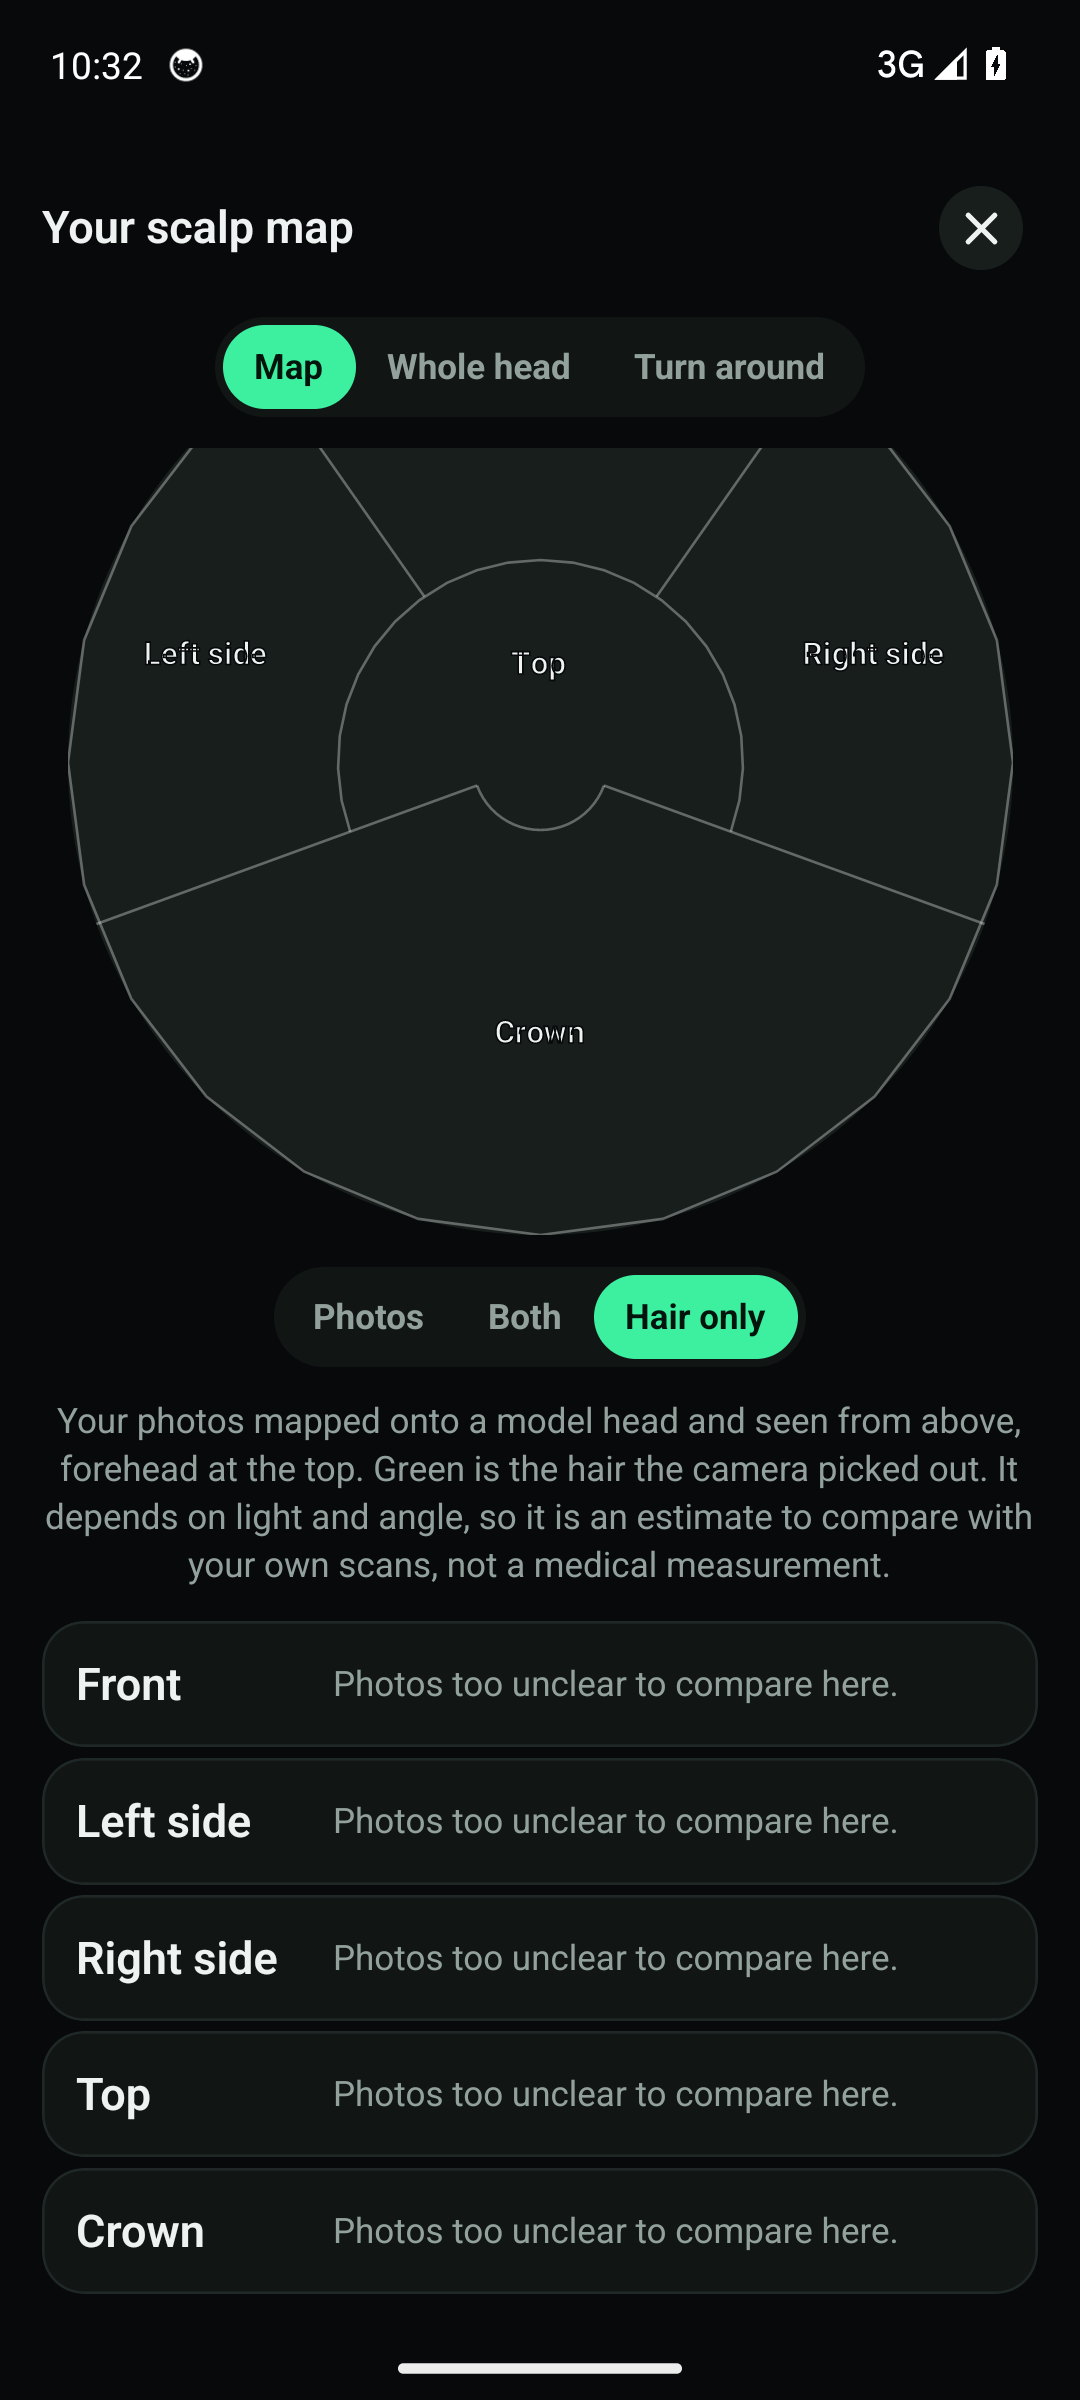 10:32
3G
Your scalp map
Map
Whole head
Turn around
Left side
Top
Right side
Crown
Photos
Both
Hair only
Your photos mapped onto a model head and seen from above,
forehead at the top. Green is the hair the camera picked out. It
depends on light and angle, so it is an estimate to compare with
your own scans, not a medical measurement.
Front
Photos too unclear to compare here.
Left side
Photos too unclear to compare here.
Right side
Photos too unclear to compare here.
Top
Photos too unclear to compare here.
Crown
Photos too unclear to compare here.